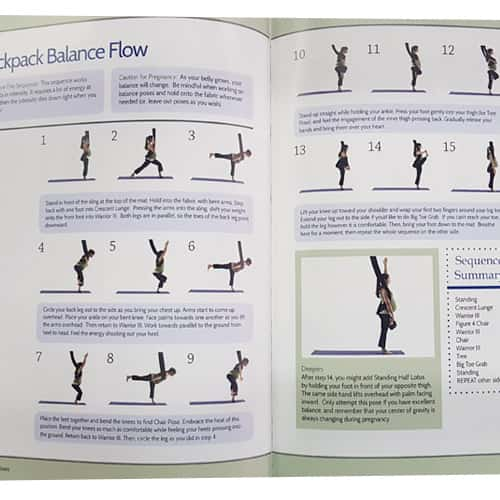 ckpack Balance Flow
This sequence works
intensity. It requires a lot of energy at
then the intensity dies down right when you
Caution for Pregnancy: As your belly grows, your
balance will change. Be mindful when working on
balance poses and hold onto the fabric whenever
needed (or, leave out poses as you wish).
1
2
3
Stand in front of the sling at the top of the mat. Hold into the fabric with bent arms. Step
back with one foot into Crescent Lunge. Pressing the arms into the sling, shift your weight
onto the front foot into Warrior III. Both legs are in parallel, so the toes of the back leg point
downward.
4
5
6
Circle your back leg out to the side as you bring your chest up. Arms start to come up
overhead. Place your ankle on your bent knee. Face palms towards one another as you lift
the arms overhead. Then return to Warrior III. Work towards parallel to the ground from
heel to head. Feel the energy shooting out your heel.
7
8
9
Place the feet together and bend the knees to find Chair Pose. Embrace the heat of this
position. Bend your knees as much as comfortable while feeling your heels pressing into
the ground. Return back to Warrior III. Then, circle the leg as you did in step 4.
10
11
12
Stand up straight while holding your ankle. Press your foot gently into your thigh (ie Tree
Pose), and feel the engagement of the inner thigh pressing back. Gradually release your
hands and bring them over your heart.
13
14
15
Lift your knee up toward your shoulder and wrap your first two fingers around your big toe
Extend your leg out to the side if you'd like to do Big Toe Grab. If you can't reach your toe
hold the leg however it is comfortable. Then, bring your foot down to the mat. Breathe
here for a moment, then repeat the whole sequence on the other side.
Deepen:
After step 14, you might add Standing Half Lotus
by holding your foot in front of your opposite thigh.
The same side hand lifts overhead with palm facing
inward. Only attempt this pose if you have excellent
balance, and remember that your center of gravity is
always changing during pregnancy.
Sequence
Summar
Standing
Crescent Lunge
Warrior III
Figure 4 Chair
Warrior III
Chair
Warrior III
Tree
Big Toe Grab
Standing
REPEAT other side